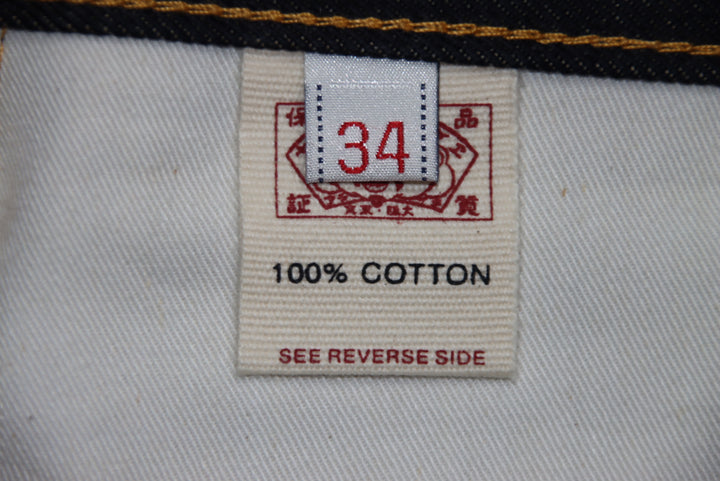 34
保 品
証 質
100% COTTON
SEE REVERSE SIDE